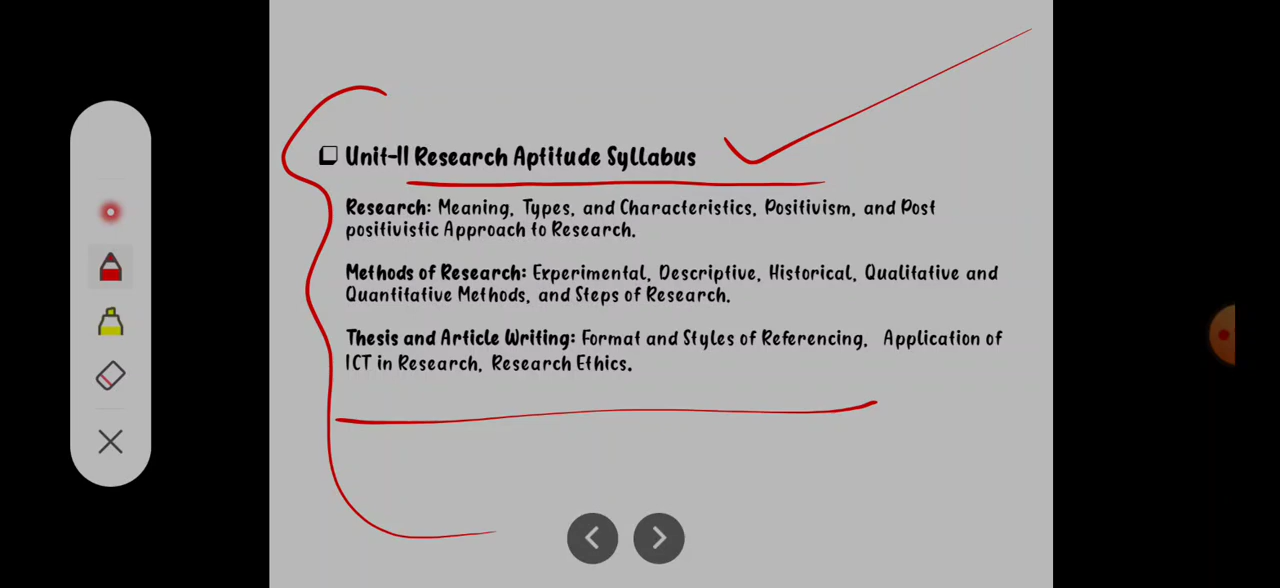 Unit-II Research Aptitude Syllabus
Research: Meaning, Types, and Characteristics, Positivism, and Post
positivistic Approach to Research.
Methods of Research: Experimental, Descriptive, Historical, Qualitative and
Quantitative Methods, and Steps of Research.
Thesis and Article Writing: Format and Styles of Referencing, Application of
ICT in Research, Research Ethics.